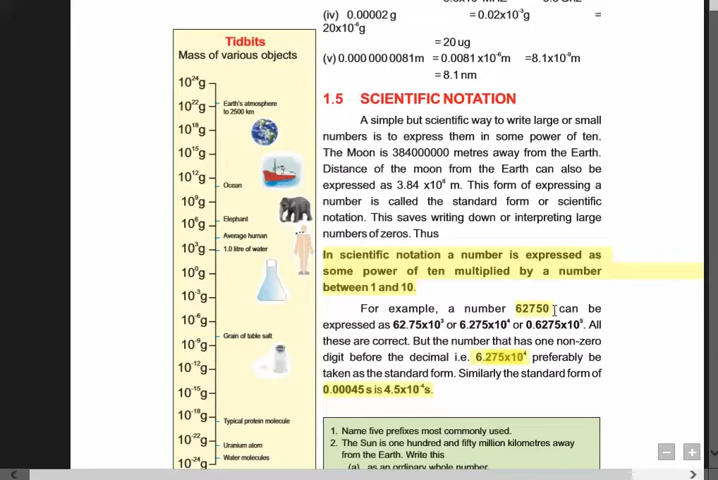 (iv) 0.00002 g = 0.02x10⁻³g =
20x10⁻⁶g
= 20 ug
(v) 0.000 000 0081m = 0.0081 x10⁻⁶m =8.1x10⁻⁹m
= 8.1 nm
Tidbits
Mass of various objects
10²⁴g
10²²g
Earth's atmosphere
to 2500 km
10¹⁸g
10¹⁵g
10¹²g
Ocean
10⁹g
10⁶g
Elephant
Average human
10³g
1.0 litre of water
10⁰g
10⁻³g
10⁻⁶g
Grain of table salt
10⁻⁹g
10⁻¹²g
10⁻¹⁵g
10⁻¹⁸g
Typical protein molecule
10⁻²²g
Uranium atom
Water molecules
10⁻²⁴g
1.5 SCIENTIFIC NOTATION
A simple but scientific way to write large or small
numbers is to express them in some power of ten.
The Moon is 384000000 metres away from the Earth.
Distance of the moon from the Earth can also be
expressed as 3.84 x10⁸ m. This form of expressing a
number is called the standard form or scientific
notation. This saves writing down or interpreting large
numbers of zeros. Thus
In scientific notation a number is expressed as
some power of ten multiplied by a number
between 1 and 10.
For example, a number 62750 can be
expressed as 62.75x10³ or 6.275x10⁴ or 0.6275x10⁵. All
these are correct. But the number that has one non-zero
digit before the decimal i.e. 6.275x10⁴ preferably be
taken as the standard form. Similarly the standard form of
0.00045 s is 4.5x10⁻⁴s.
1. Name five prefixes most commonly used.
2. The Sun is one hundred and fifty million kilometres away
from the Earth. Write this
(a) as an ordinary whole number.